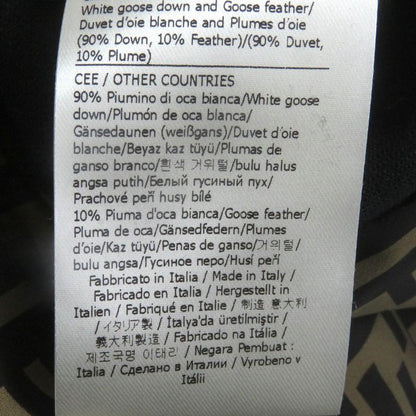 White goose down and Goose feather/
Duvet d'oie blanche and Plumes d'oie
(90% Down, 10% Feather)/(90% Duvet,
10% Plume)
CEE / OTHER COUNTRIES
90% Piumino di oca bianca/White goose
down/Plumón de oca blanca/
Gänsedaunen (weißgans)/Duvet d'oie
blanche/Beyaz kaz tüyü/Plumas de
ganso branco/흰색 거위털/bulu halus
angsa putih/Белый гусиный пух/
Prachové peří husy bílé
10% Piuma d'oca bianca/Goose feather/
Pluma de oca/Gänsedfedern/Plumes
d'oie/Kaz tüyü/Penas de ganso/거위털/
bulu angsa/Гусиное перо/Husí peří
Fabbricato in Italia / Made in Italy /
Fabricado en Italia / Hergestellt in
Italien / Fabriqué en Italie / 制造 意大利
/ イタリア製 / İtalya'da üretilmiştir /
義大利製造 / Fabricado na Itália /
제조국명 이태리 / Negara Pembuat :
Italia / Сделано в Италии / Vyrobeno v
Itálii